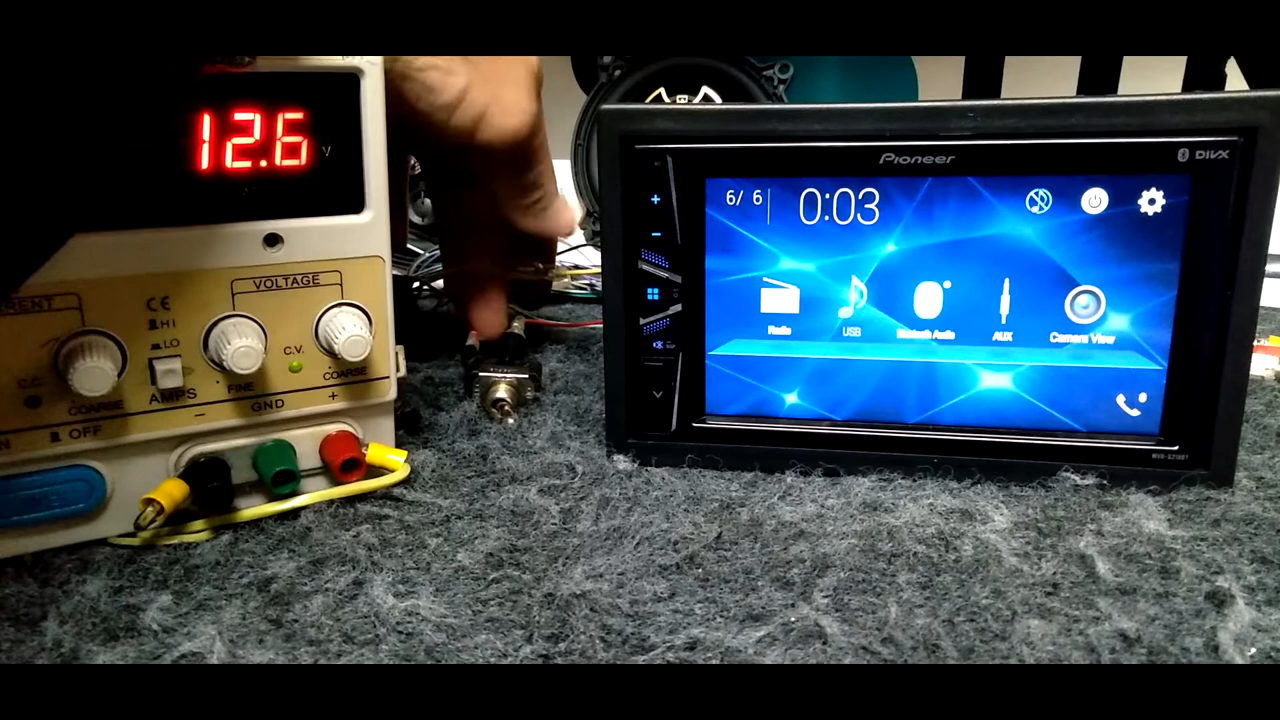 12.6 V
VOLTAGE
CE
HI
LO
AMPS
COARSE
FINE
C.V.
COARSE
C.C.
− GND +
OFF
Pioneer
DIVX
6/ 6 0:03
Radio
USB
Bluetooth Audio
AUX
Camera View